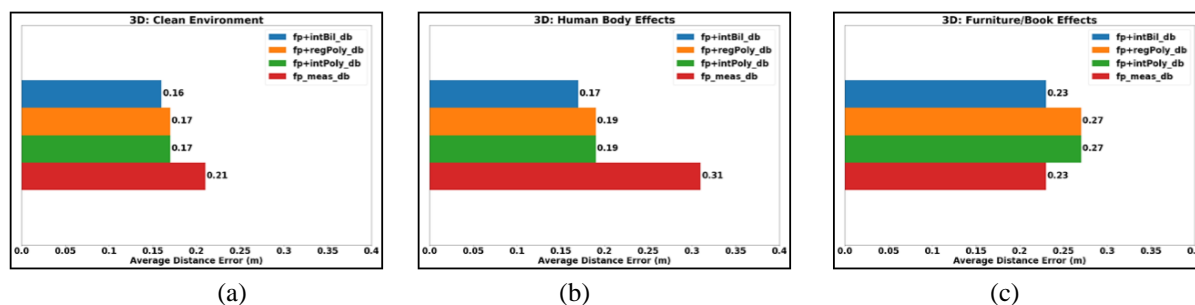 3D: Clean Environment
fp+intBil_db
fp+regPoly_db
fp+intPoly_db
fp_meas_db
0.16
0.17
0.17
0.21
0.0 0.05 0.1 0.15 0.2 0.25 0.3 0.35 0.4
Average Distance Error (m)
(a)
3D: Human Body Effects
fp+intBil_db
fp+regPoly_db
fp+intPoly_db
fp_meas_db
0.17
0.19
0.19
0.31
0.0 0.05 0.1 0.15 0.2 0.25 0.3 0.35 0.4
Average Distance Error (m)
(b)
3D: Furniture/Book Effects
fp+intBil_db
fp+regPoly_db
fp+intPoly_db
fp_meas_db
0.23
0.27
0.27
0.23
0.0 0.05 0.1 0.15 0.2 0.25 0.3 0.35 0.4
Average Distance Error (m)
(c)